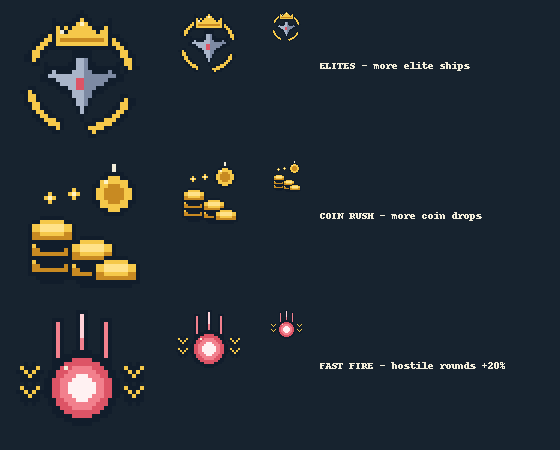 ELITES - more elite ships
COIN RUSH - more coin drops
FAST FIRE - hostile rounds +20%